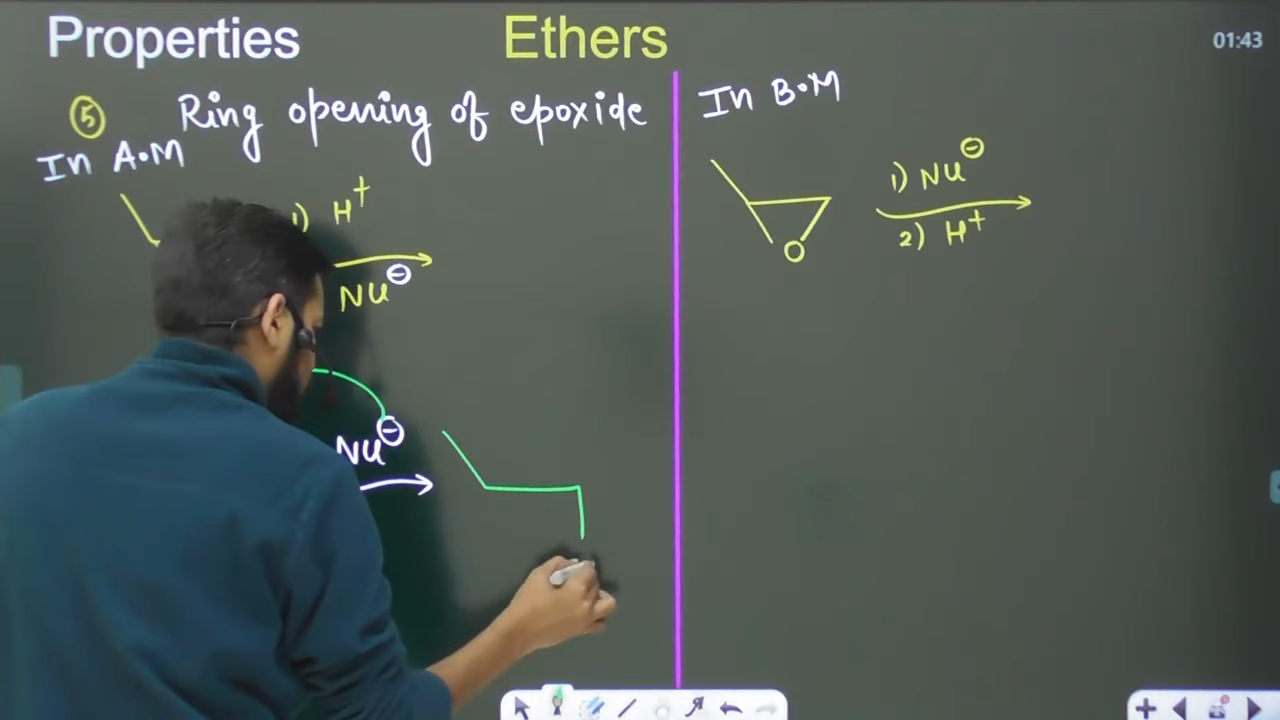 Properties
Ethers
01:43
⑤ Ring opening of epoxide
In A.M
1) H⁺
Nu⊖
Nu⊖
In B.M
O
1) Nu⊖
2) H⁺